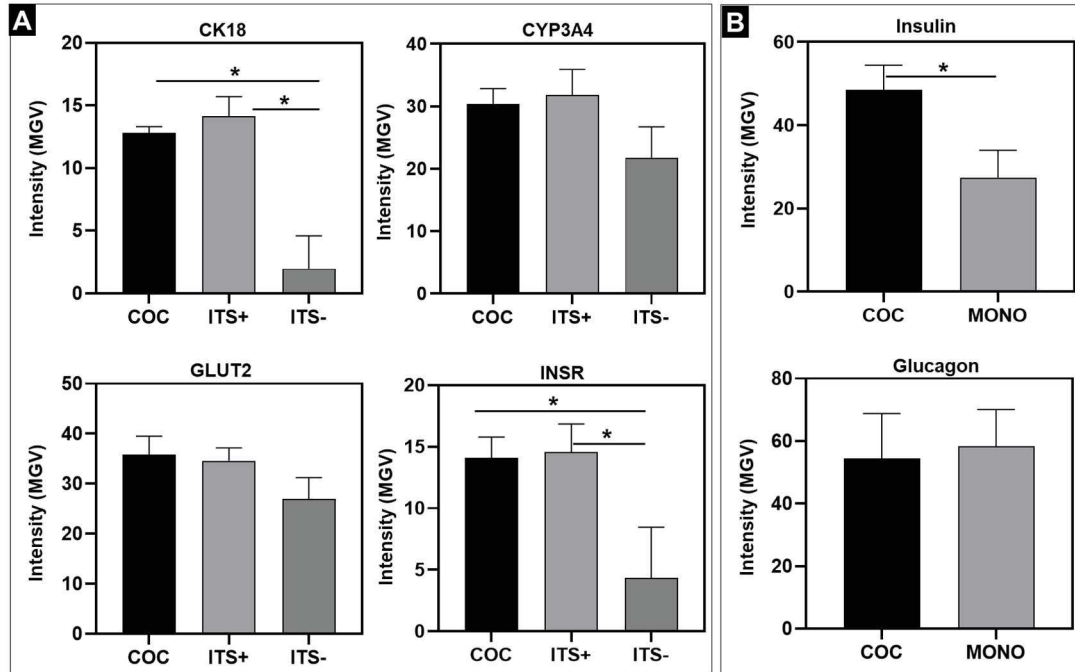 A
CK18
Intensity (MGV)
20
15
10
5
0
*
*
COC ITS+ ITS-
CYP3A4
Intensity (MGV)
40
30
20
10
0
COC ITS+ ITS-
GLUT2
Intensity (MGV)
50
40
30
20
10
0
COC ITS+ ITS-
INSR
Intensity (MGV)
20
15
10
5
0
*
*
COC ITS+ ITS-
B
Insulin
Intensity (MGV)
60
40
20
0
*
COC MONO
Glucagon
Intensity (MGV)
80
60
40
20
0
COC MONO